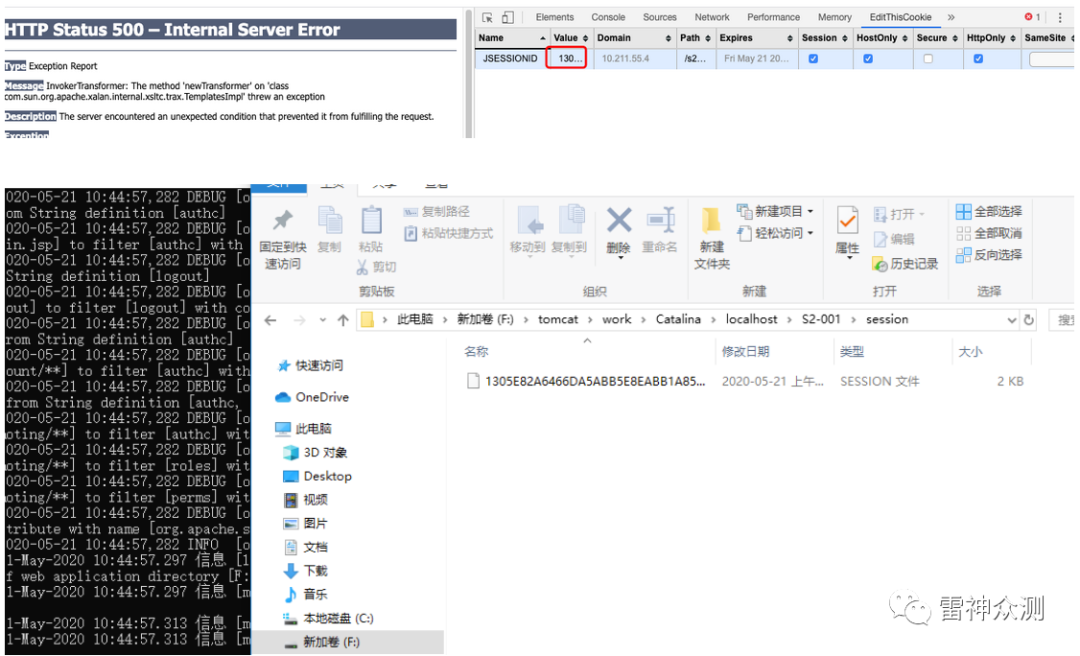 HTTP Status 500 – Internal Server Error
Type Exception Report
Message InvokerTransformer: The method 'newTransformer' on 'class
com.sun.org.apache.xalan.internal.xsltc.trax.TemplatesImpl' threw an exception
Description The server encountered an unexpected condition that prevented it from fulfilling the request.
Exception
Elements Console Sources Network Performance Memory EditThisCookie » 1
Name Value Domain Path Expires Session HostOnly Secure HttpOnly SameSite
JSESSIONID 130... 10.211.55.4 /s2... Fri May 21 20...
020-05-21 10:44:57,282 DEBUG [o
om String definition [authc]
020-05-21 10:44:57,282 DEBUG [o
in.jsp] to filter [authc] with
020-05-21 10:44:57,282 DEBUG [o
String definition [logout]
020-05-21 10:44:57,282 DEBUG [o
out] to filter [logout] with co
020-05-21 10:44:57,282 DEBUG [o
rom String definition [authc]
020-05-21 10:44:57,282 DEBUG [o
ount/**] to filter [authc] with
020-05-21 10:44:57,282 DEBUG [o
from String definition [authc,
020-05-21 10:44:57,282 DEBUG [o
oting/**] to filter [authc] wit
020-05-21 10:44:57,282 DEBUG [o
oting/**] to filter [roles] wit
020-05-21 10:44:57,282 DEBUG [o
oting/**] to filter [perms] wit
020-05-21 10:44:57,282 DEBUG [o
tribute with name [org.apache.s
020-05-21 10:44:57,282 INFO [o
1-May-2020 10:44:57.297 信息 [l
f web application directory [F:
1-May-2020 10:44:57.297 信息 [m
1-May-2020 10:44:57.313 信息 [m
1-May-2020 10:44:57.313 信息 [m
文件 主页 共享 查看
固定到快
速访问
复制
粘贴
复制路径
粘贴快捷方式
剪切
剪贴板
移动到 复制到 删除 重命名
组织
新建
文件夹
新建项目
轻松访问
新建
属性
打开
编辑
历史记录
打开
全部选择
全部取消
反向选择
选择
此电脑 › 新加卷 (F:) › tomcat › work › Catalina › localhost › S2-001 › session
名称 修改日期 类型 大小
1305E82A6466DA5ABB5E8EABB1A85... 2020-05-21 上午... SESSION 文件 2 KB
快速访问
OneDrive
此电脑
3D 对象
Desktop
视频
图片
文档
下载
音乐
本地磁盘 (C:)
新加卷 (F:)
雷神众测